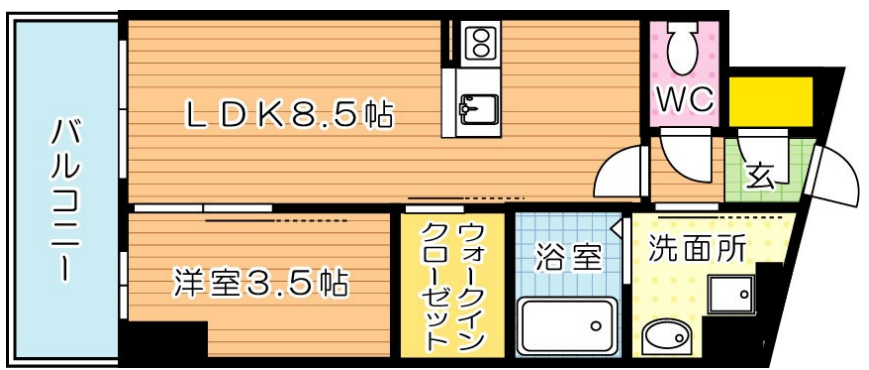 バルコニー
LDK8.5帖
WC
玄
洋室3.5帖
ウォークイン
クローゼット
浴室
洗面所